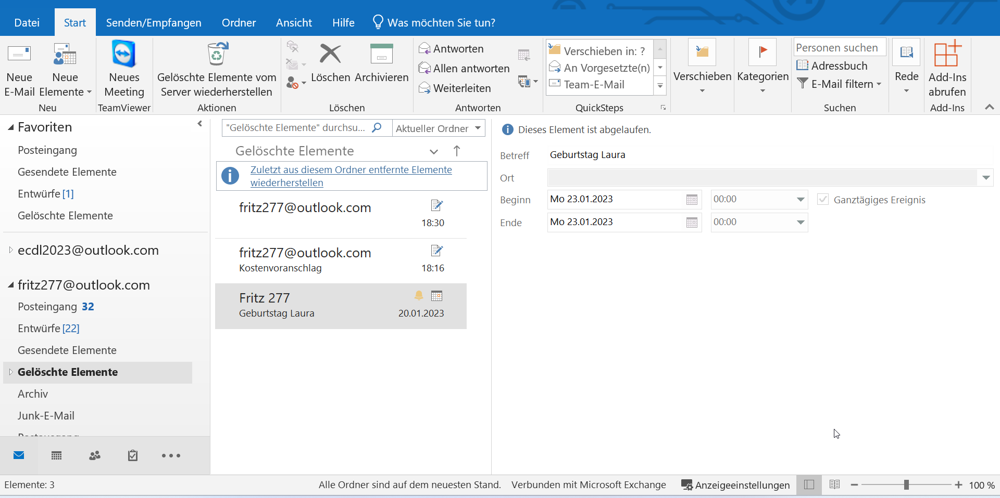 Datei Start Senden/Empfangen Ordner Ansicht Hilfe Was möchten Sie tun?
Neue E-Mail
Neue Elemente
Neu
Neues Meeting
TeamViewer
Gelöschte Elemente vom Server wiederherstellen
Aktionen
Löschen Archivieren
Löschen
Antworten
Allen antworten
Weiterleiten
Antworten
Verschieben in: ?
An Vorgesetzte(n)
Team-E-Mail
QuickSteps
Verschieben
Kategorien
Personen suchen
Adressbuch
E-Mail filtern
Suchen
Rede
Add-Ins abrufen
Add-Ins
Favoriten
Posteingang
Gesendete Elemente
Entwürfe [1]
Gelöschte Elemente
ecdl2023@outlook.com
fritz277@outlook.com
Posteingang 32
Entwürfe [22]
Gesendete Elemente
Gelöschte Elemente
Archiv
Junk-E-Mail
"Gelöschte Elemente" durchsu... Aktueller Ordner
Gelöschte Elemente
Zuletzt aus diesem Ordner entfernte Elemente
wiederherstellen
fritz277@outlook.com
18:30
fritz277@outlook.com
Kostenvoranschlag 18:16
Fritz 277
Geburtstag Laura 20.01.2023
Dieses Element ist abgelaufen.
Betreff Geburtstag Laura
Ort
Beginn Mo 23.01.2023 00:00 Ganztägiges Ereignis
Ende Mo 23.01.2023 00:00
Elemente: 3 Alle Ordner sind auf dem neuesten Stand. Verbunden mit Microsoft Exchange Anzeigeeinstellungen 100 %